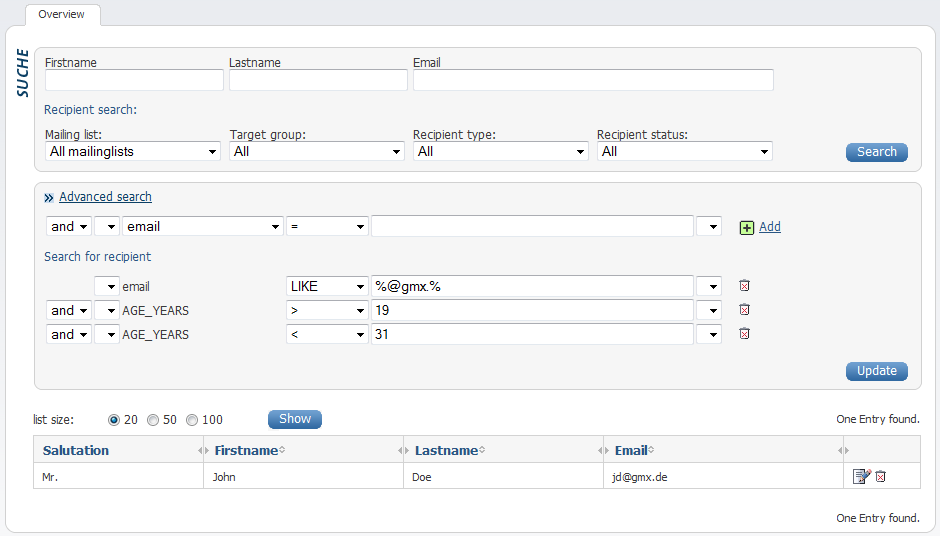 Overview
SUCHE
Firstname Lastname Email
Recipient search:
Mailing list: Target group: Recipient type: Recipient status:
All mailinglists All All All Search
Advanced search
and email = Add
Search for recipient
email LIKE %@gmx.%
and AGE_YEARS > 19
and AGE_YEARS < 31
Update
list size: 20 50 100 Show One Entry found.
Salutation Firstname Lastname Email
Mr. John Doe jd@gmx.de
One Entry found.